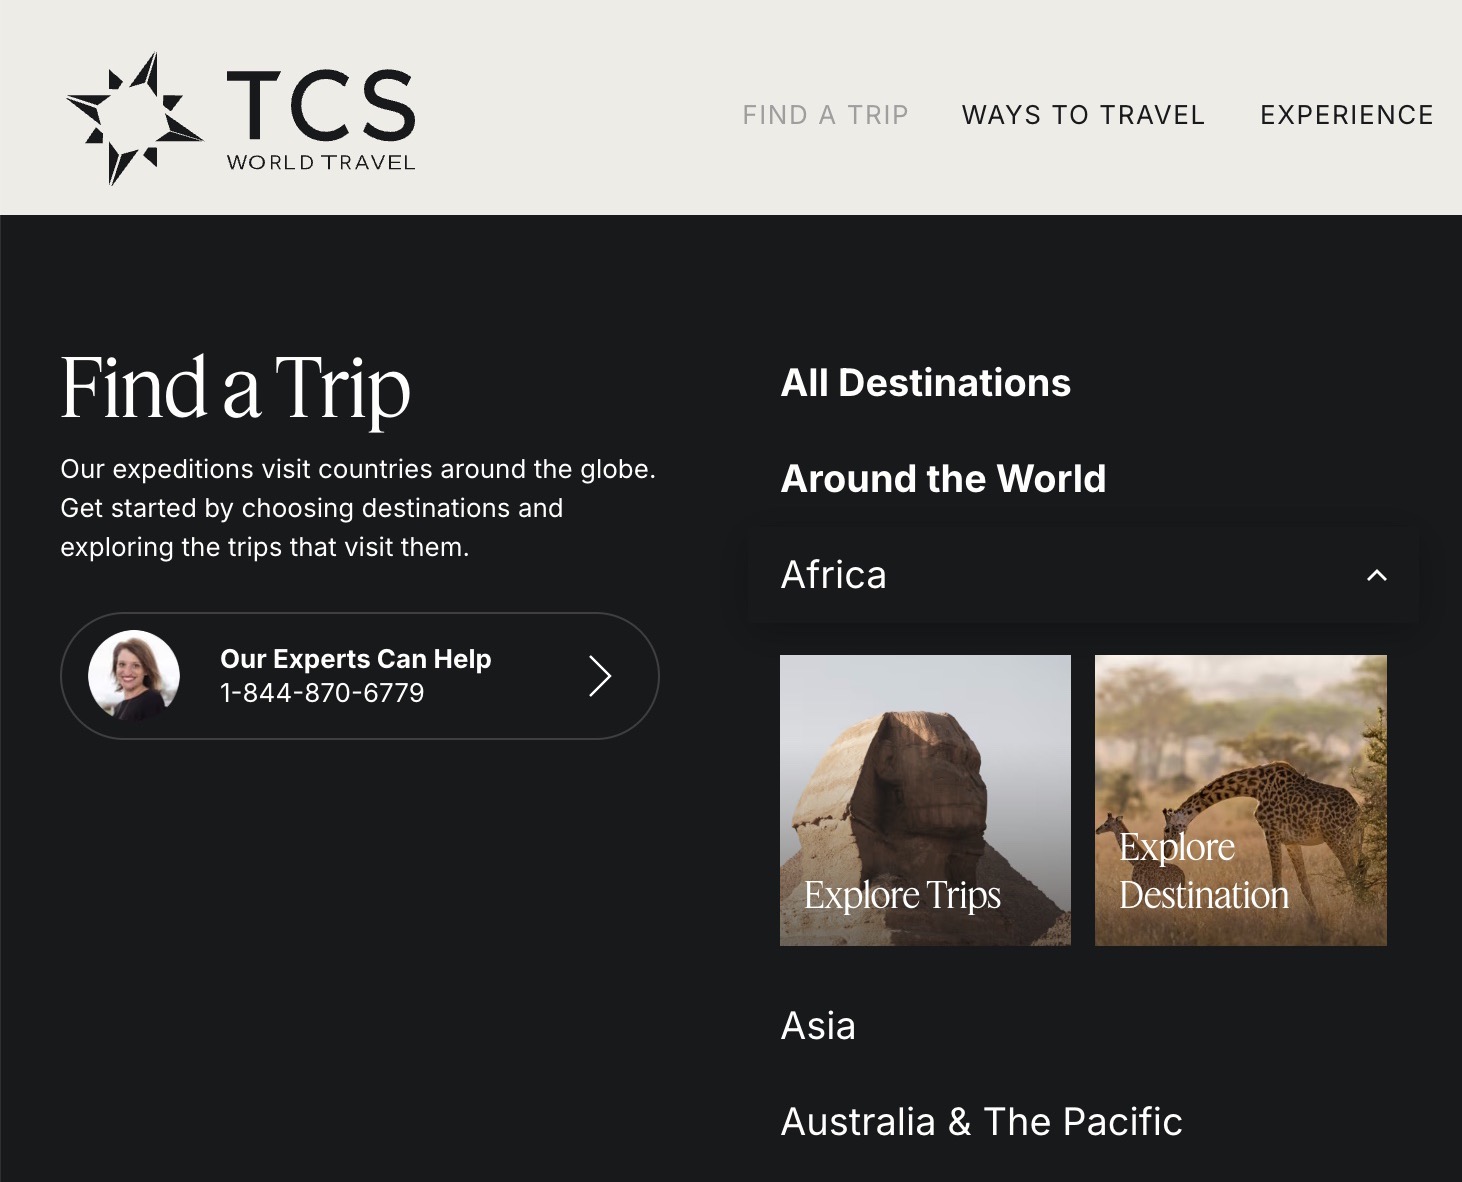 TCS
WORLD TRAVEL
FIND A TRIP
WAYS TO TRAVEL
EXPERIENCE
Find a Trip
Our expeditions visit countries around the globe.
Get started by choosing destinations and
exploring the trips that visit them.
Our Experts Can Help
1-844-870-6779
All Destinations
Around the World
Africa
Explore Trips
Explore
Destination
Asia
Australia & The Pacific